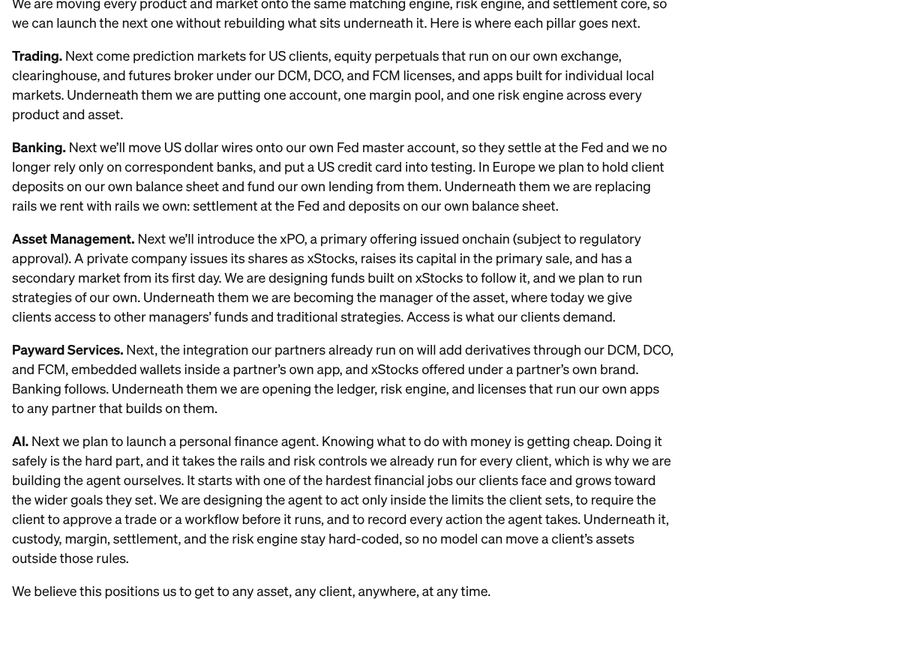 We are moving every product and market onto the same matching engine, risk engine, and settlement core, so
we can launch the next one without rebuilding what sits underneath it. Here is where each pillar goes next.
Trading. Next come prediction markets for US clients, equity perpetuals that run on our own exchange,
clearinghouse, and futures broker under our DCM, DCO, and FCM licenses, and apps built for individual local
markets. Underneath them we are putting one account, one margin pool, and one risk engine across every
product and asset.
Banking. Next we'll move US dollar wires onto our own Fed master account, so they settle at the Fed and we no
longer rely only on correspondent banks, and put a US credit card into testing. In Europe we plan to hold client
deposits on our own balance sheet and fund our own lending from them. Underneath them we are replacing
rails we rent with rails we own: settlement at the Fed and deposits on our own balance sheet.
Asset Management. Next we'll introduce the xPO, a primary offering issued onchain (subject to regulatory
approval). A private company issues its shares as xStocks, raises its capital in the primary sale, and has a
secondary market from its first day. We are designing funds built on xStocks to follow it, and we plan to run
strategies of our own. Underneath them we are becoming the manager of the asset, where today we give
clients access to other managers' funds and traditional strategies. Access is what our clients demand.
Payward Services. Next, the integration our partners already run on will add derivatives through our DCM, DCO,
and FCM, embedded wallets inside a partner's own app, and xStocks offered under a partner's own brand.
Banking follows. Underneath them we are opening the ledger, risk engine, and licenses that run our own apps
to any partner that builds on them.
AI. Next we plan to launch a personal finance agent. Knowing what to do with money is getting cheap. Doing it
safely is the hard part, and it takes the rails and risk controls we already run for every client, which is why we are
building the agent ourselves. It starts with one of the hardest financial jobs our clients face and grows toward
the wider goals they set. We are designing the agent to act only inside the limits the client sets, to require the
client to approve a trade or a workflow before it runs, and to record every action the agent takes. Underneath it,
custody, margin, settlement, and the risk engine stay hard-coded, so no model can move a client's assets
outside those rules.
We believe this positions us to get to any asset, any client, anywhere, at any time.